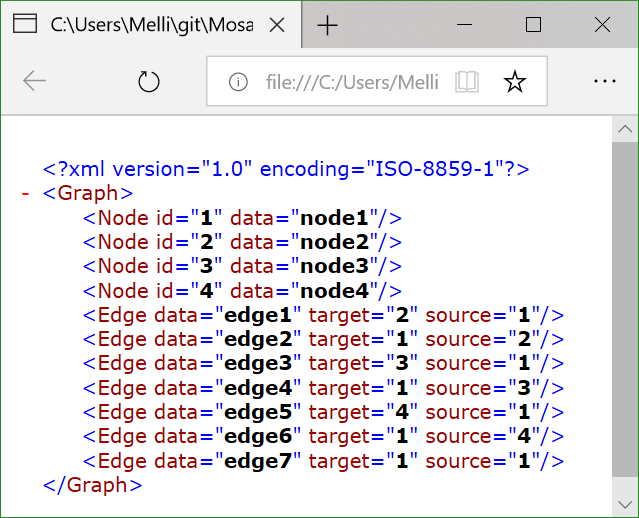 C:\Users\Melli\git\Mosa
file:///C:/Users/Melli
<?xml version="1.0" encoding="ISO-8859-1"?>
- <Graph>
<Node id="1" data="node1"/>
<Node id="2" data="node2"/>
<Node id="3" data="node3"/>
<Node id="4" data="node4"/>
<Edge data="edge1" target="2" source="1"/>
<Edge data="edge2" target="1" source="2"/>
<Edge data="edge3" target="3" source="1"/>
<Edge data="edge4" target="1" source="3"/>
<Edge data="edge5" target="4" source="1"/>
<Edge data="edge6" target="1" source="4"/>
<Edge data="edge7" target="1" source="1"/>
</Graph>